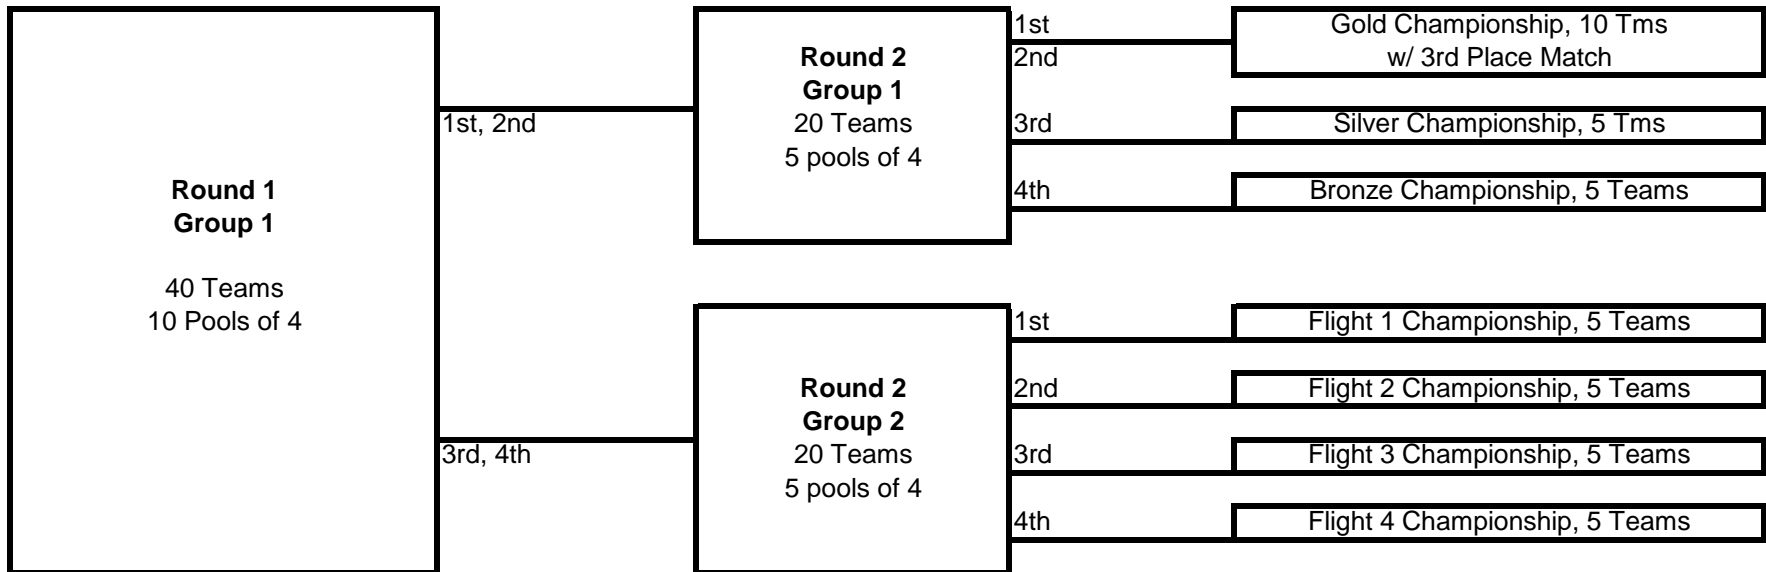 Round 1
Group 1
40 Teams
10 Pools of 4
1st, 2nd
3rd, 4th
Round 2
Group 1
20 Teams
5 pools of 4
1st
2nd
3rd
4th
Gold Championship, 10 Tms
w/ 3rd Place Match
Silver Championship, 5 Tms
Bronze Championship, 5 Teams
Round 2
Group 2
20 Teams
5 pools of 4
1st
2nd
3rd
4th
Flight 1 Championship, 5 Teams
Flight 2 Championship, 5 Teams
Flight 3 Championship, 5 Teams
Flight 4 Championship, 5 Teams